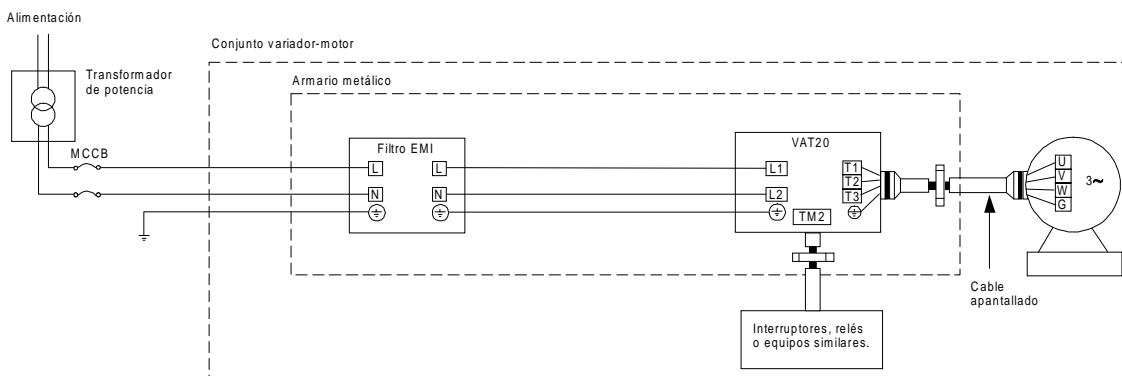 Alimentación
Conjunto variador-motor
Transformador
de potencia
Armario metálico
MCCB
Filtro EMI
VAT20
L L L1 T1 U
T2 V
N N L2 T3 W
G
3~
TM2
Cable
apantallado
Interruptores, relés
o equipos similares.